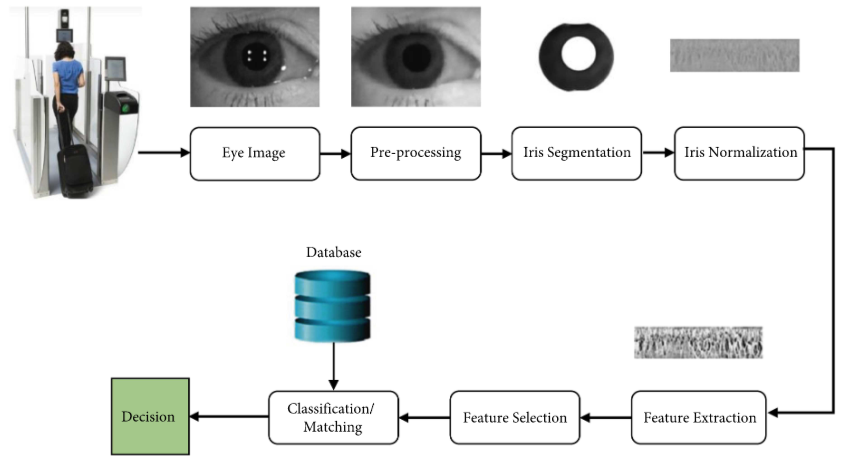 Eye Image
Pre-processing
Iris Segmentation
Iris Normalization
Database
Decision
Classification/
Matching
Feature Selection
Feature Extraction